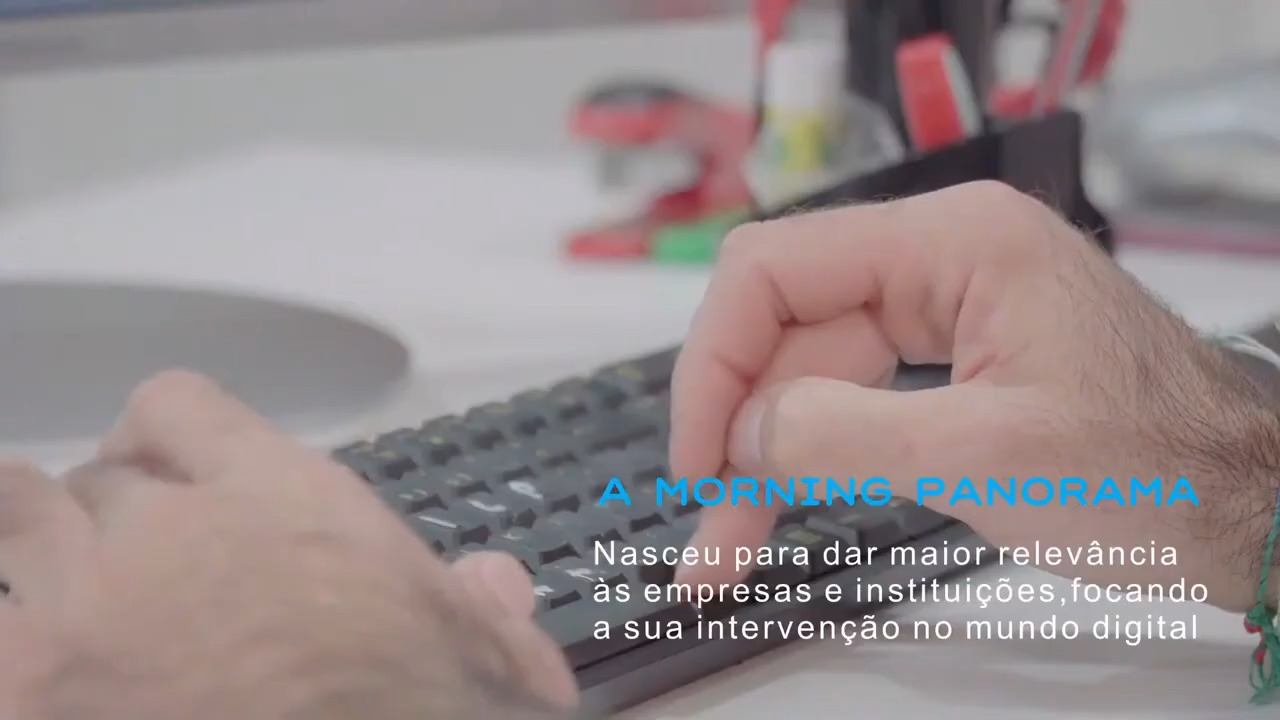 A MORNING PANORAMA
Nasceu para dar maior relevância
às empresas e instituições,focando
a sua intervenção no mundo digital